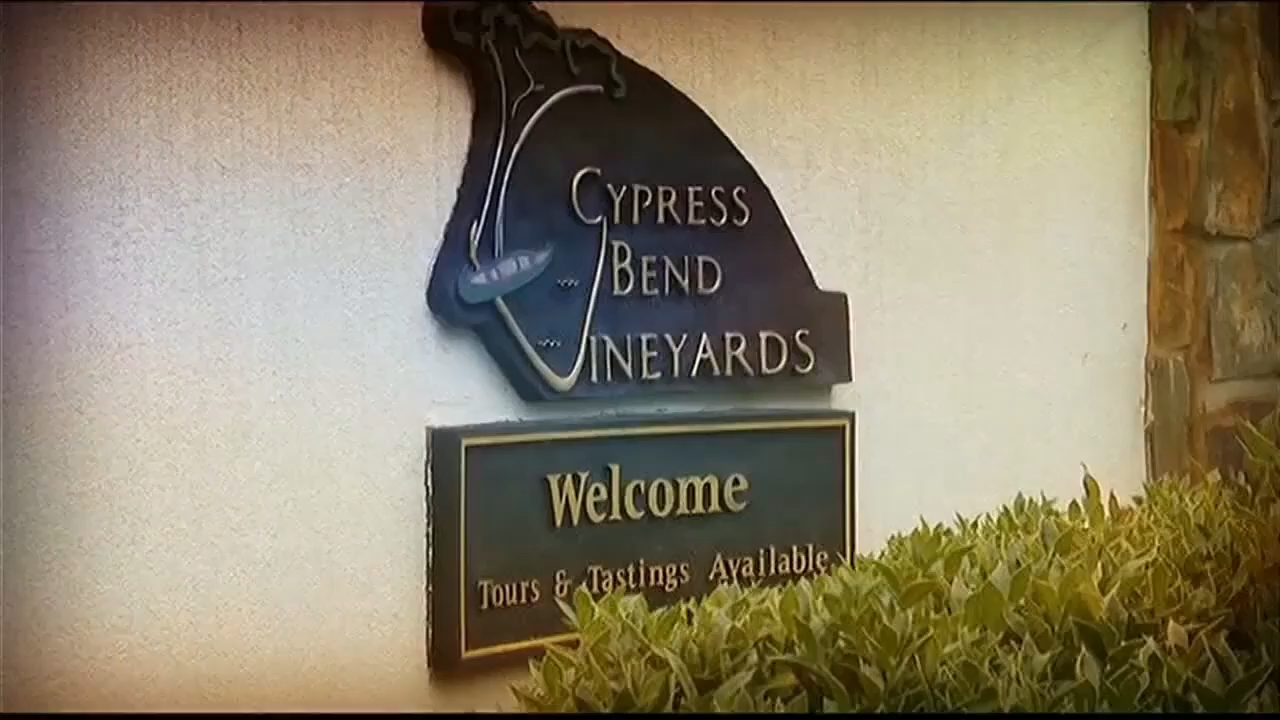 CYPRESS
BEND
VINEYARDS
Welcome
Tours & Tastings Available